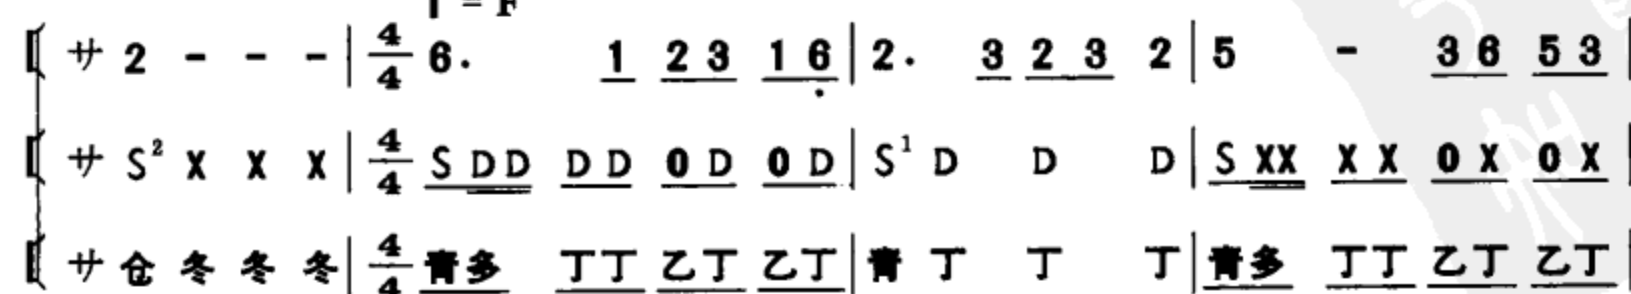 1 = F
サ 2 - - - | 4/4 6. 1 2 3 1 6 | 2. 3 2 3 2 | 5 - 3 6 5 3 |
サ S² X X X | 4/4 S D D D D 0 D 0 D | S¹ D D D | S X X X X 0 X 0 X |
サ 仓 冬 冬 冬 | 4/4 青多 丁丁 乙丁 乙丁 | 青 丁 丁 丁 | 青多 丁丁 乙丁 乙丁 |